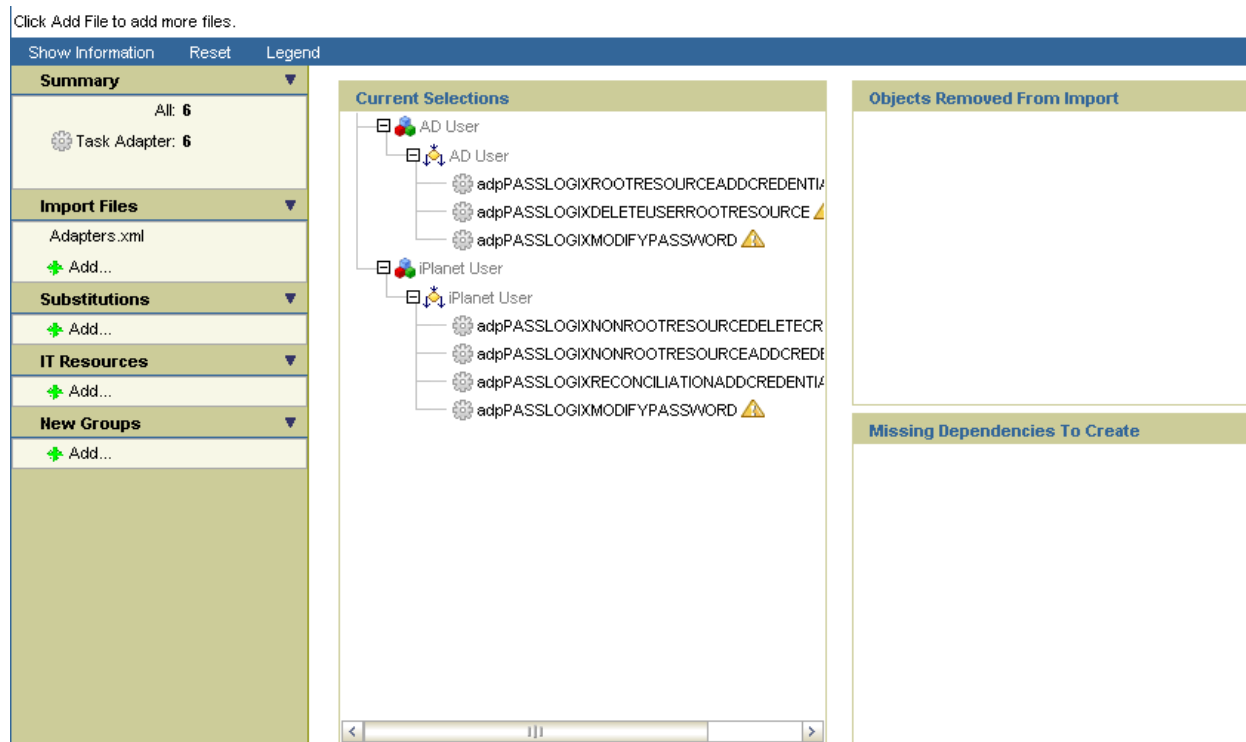 Click Add File to add more files.
Show Information Reset Legend
Summary
All: 6
Task Adapter: 6
Import Files
Adapters.xml
Add...
Substitutions
Add...
IT Resources
Add...
New Groups
Add...
Current Selections
AD User
AD User
adpPASSLOGIXROOTRESOURCEADDCREDENTIA
adpPASSLOGIXDELETEUSERROOTRESOURCE
adpPASSLOGIXMODIFYPASSWORD
iPlanet User
iPlanet User
adpPASSLOGIXNONROOTRESOURCEDELETECR
adpPASSLOGIXNONROOTRESOURCEADDCREDE
adpPASSLOGIXRECONCILIATIONADDCREDENTIA
adpPASSLOGIXMODIFYPASSWORD
Objects Removed From Import
Missing Dependencies To Create